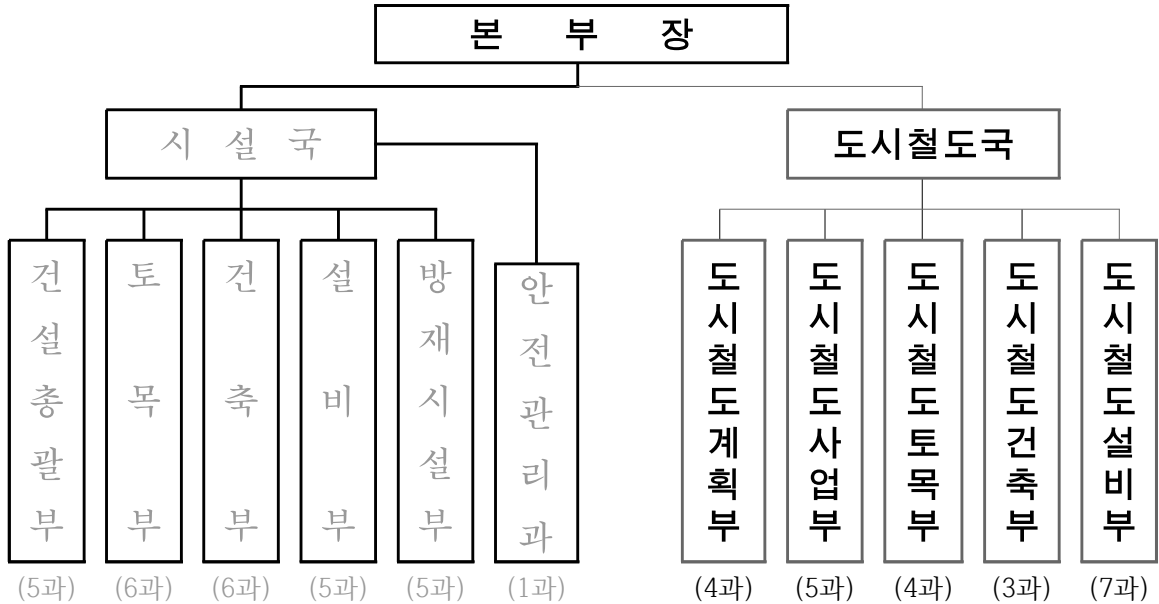 본 부 장
시 설 국
도시철도국
건설총괄부
토목부
건축부
설비부
방재시설부
안전관리과
도시철도계획부
도시철도사업부
도시철도토목부
도시철도건축부
도시철도설비부
(5과) (6과) (6과) (5과) (5과) (1과) (4과) (5과) (4과) (3과) (7과)